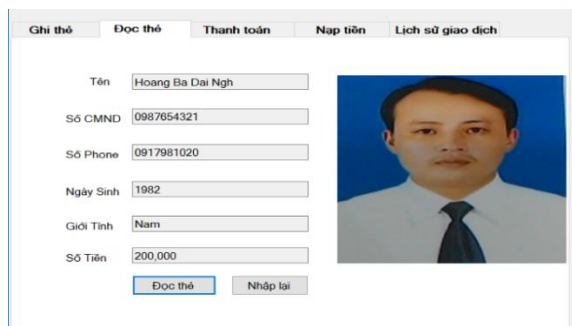 Ghi thẻ Đọc thẻ Thanh toán Nạp tiền Lịch sử giao dịch
Tên Hoang Ba Dai Ngh
Số CMND 0987654321
Số Phone 0917981020
Ngày Sinh 1982
Giới Tính Nam
Số Tiền 200,000
Đọc thẻ Nhập lại